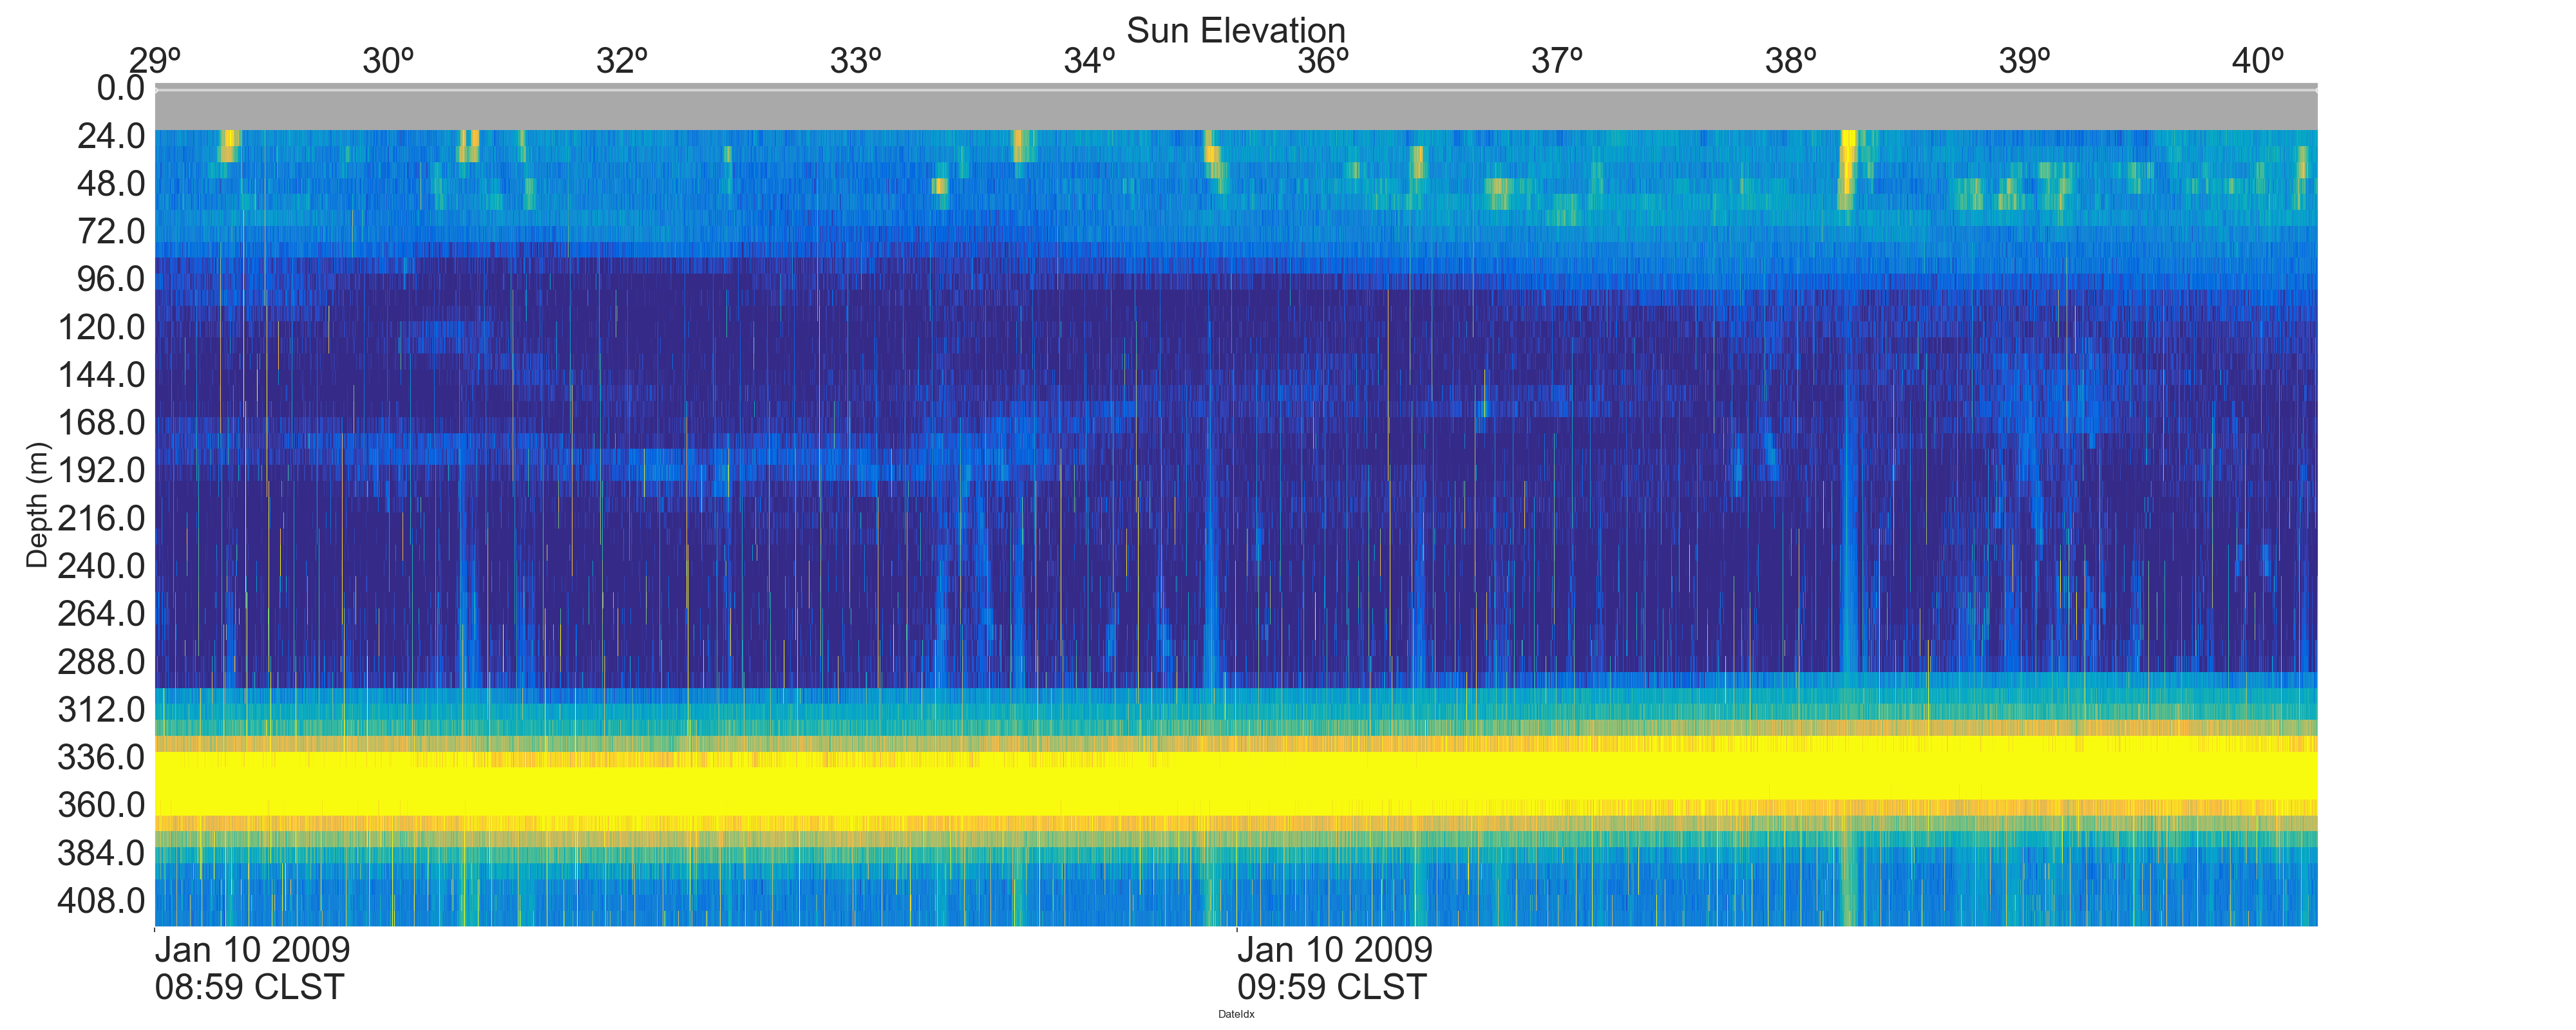 Sun Elevation
29º 30º 32º 33º 34º 36º 37º 38º 39º 40º
0.0
24.0
48.0
72.0
96.0
120.0
144.0
168.0
192.0
216.0
240.0
264.0
288.0
312.0
336.0
360.0
384.0
408.0
Depth (m)
Jan 10 2009
08:59 CLST
Jan 10 2009
09:59 CLST
DateIdx